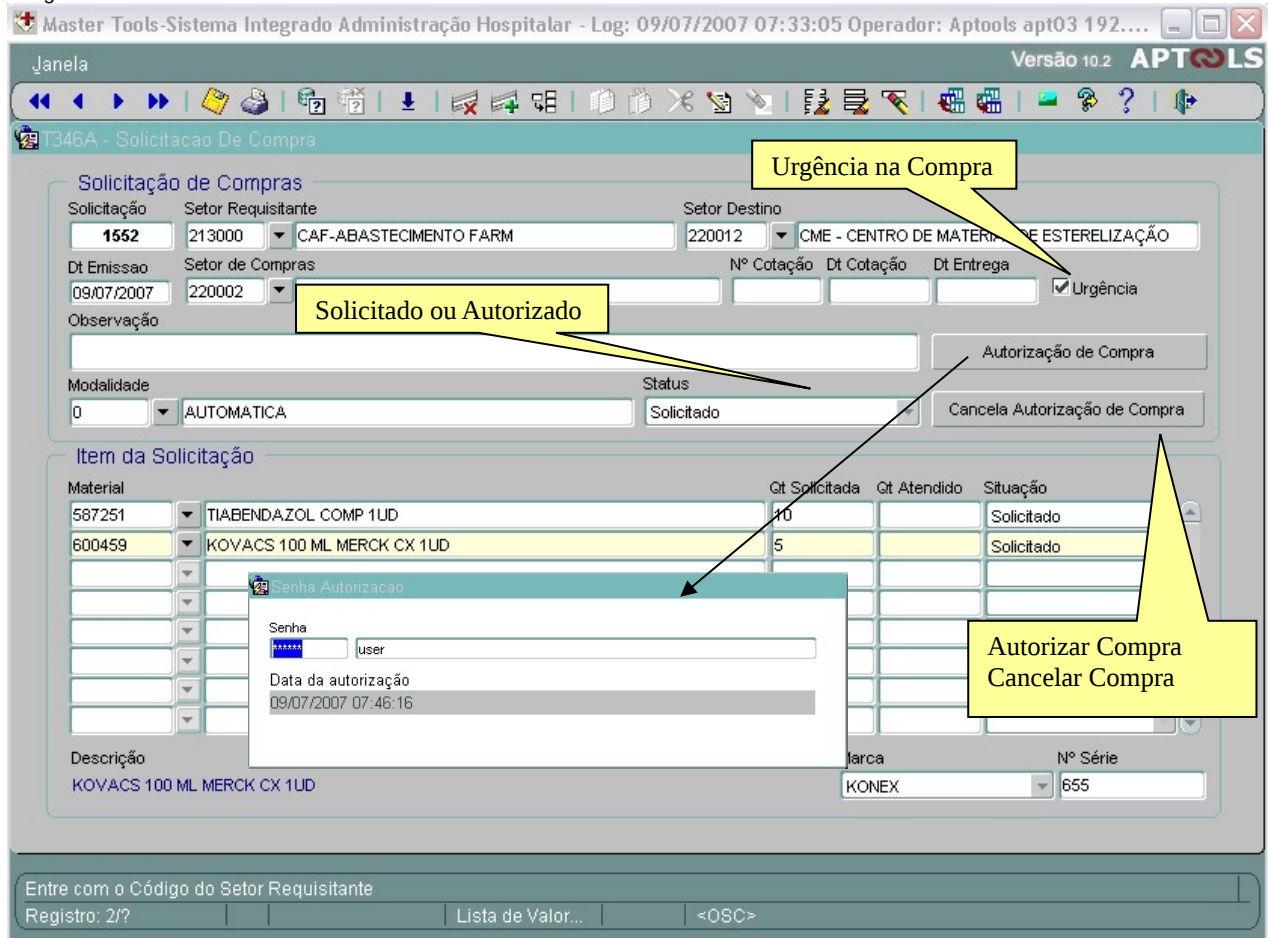 Master Tools-Sistema Integrado Administração Hospitalar - Log: 09/07/2007 07:33:05 Operador: Aptools apt03 192....
Janela
Versão 10.2 APTOOLS
T346A - Solicitacao De Compra
Urgência na Compra
Solicitação de Compras
Solicitação Setor Requisitante Setor Destino
1552 213000 CAF-ABASTECIMENTO FARM 220012 CME - CENTRO DE DE ESTERELIZAÇÃO
Dt Emissao Setor de Compras Nº Cotação Dt Cotação Dt Entrega
09/07/2007 220002 Urgência
Solicitado ou Autorizado
Observação
Autorização de Compra
Modalidade Status
0 AUTOMATICA Solicitado Cancela Autorização de Compra
Item da Solicitação
Material Qt Solicitada Qt Atendido Situação
587251 TIABENDAZOL COMP 1UD 10 Solicitado
600459 KOVACS 100 ML MERCK CX 1UD 5 Solicitado
Senha Autorizacao
Senha
****** user
Data da autorização
09/07/2007 07:46:16
Autorizar Compra
Cancelar Compra
Descrição Nº Série
KOVACS 100 ML MERCK CX 1UD KONEX 655
Entre com o Código do Setor Requisitante
Registro: 2/? Lista de Valor... <OSC>